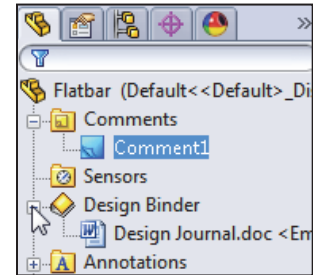 »
Flatbar (Default<<Default>_Di
Comments
Comment1
Sensors
Design Binder
Design Journal.doc <Em
A Annotations